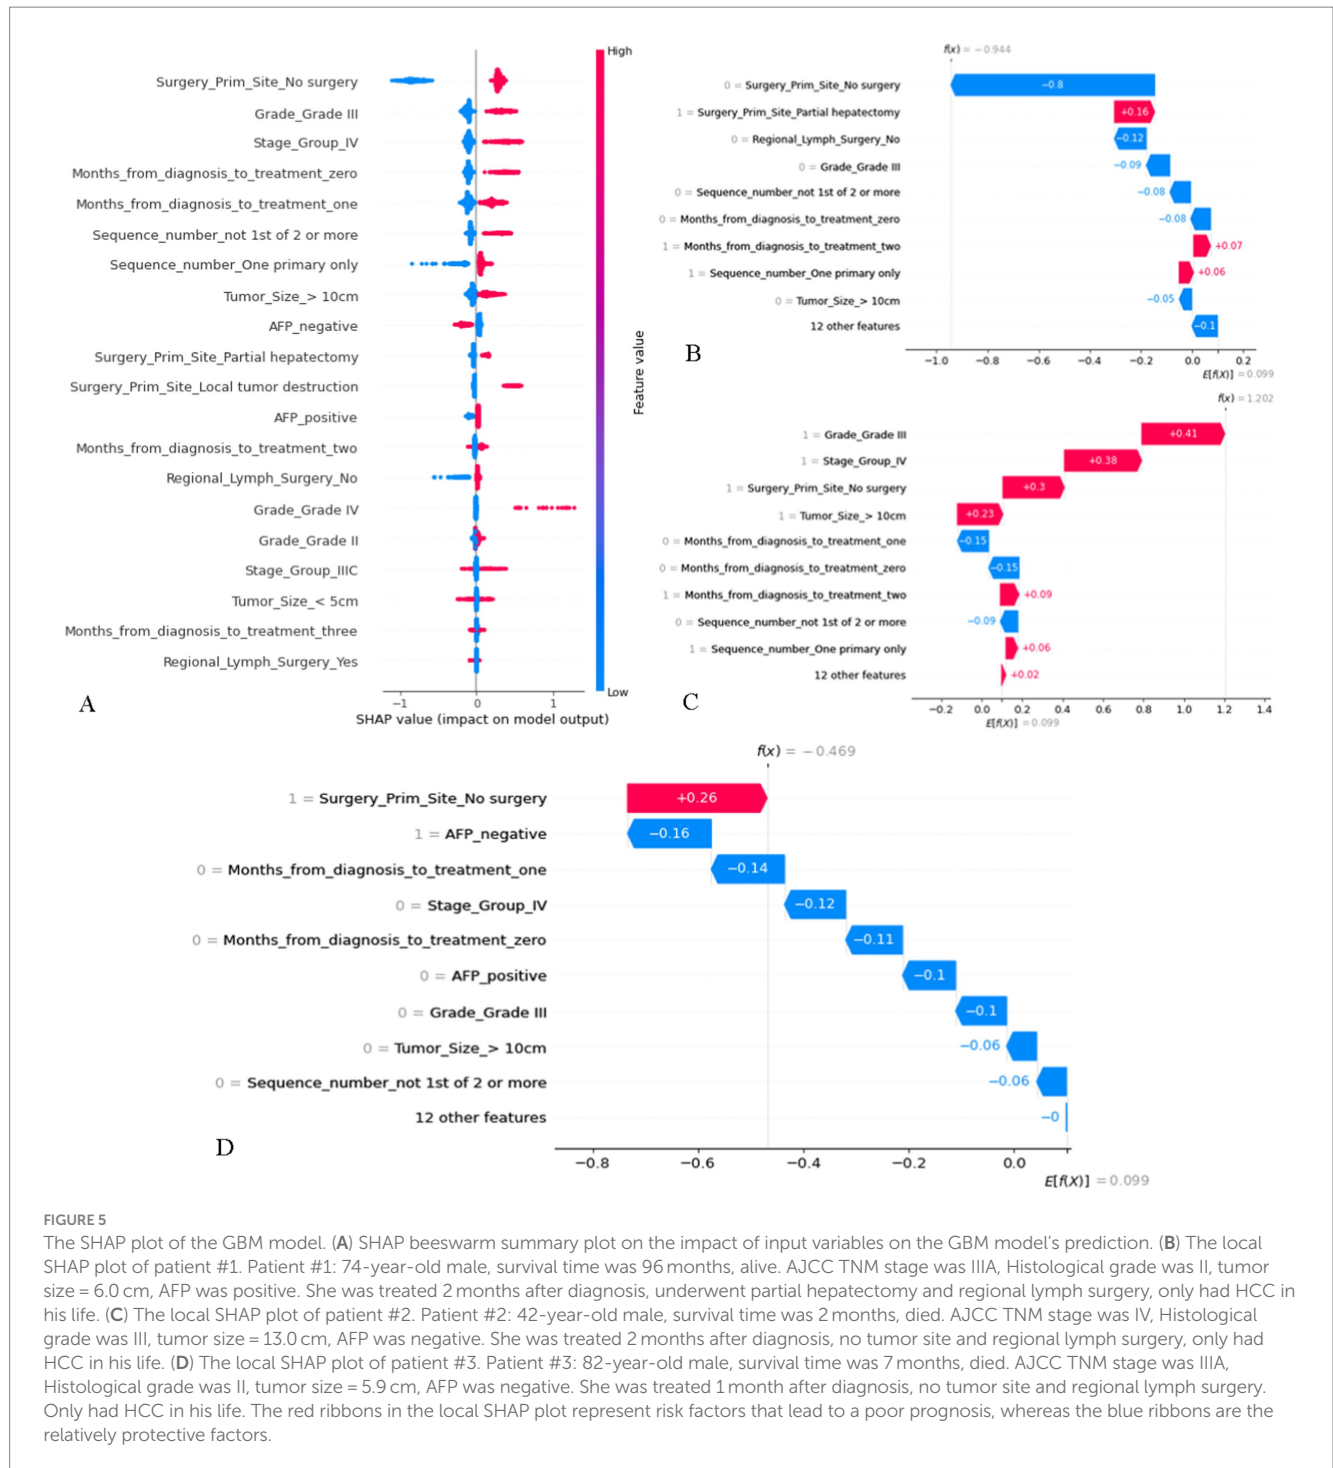 High
Surgery_Prim_Site_No surgery
Grade_Grade III
Stage_Group_IV
Months_from_diagnosis_to_treatment_zero
Months_from_diagnosis_to_treatment_one
Sequence_number_not 1st of 2 or more
Sequence_number_One primary only
Tumor_Size_> 10cm
AFP_negative
Surgery_Prim_Site_Partial hepatectomy
Surgery_Prim_Site_Local tumor destruction
AFP_positive
Months_from_diagnosis_to_treatment_two
Regional_Lymph_Surgery_No
Grade_Grade IV
Grade_Grade II
Stage_Group_IIIC
Tumor_Size_< 5cm
Months_from_diagnosis_to_treatment_three
Regional_Lymph_Surgery_Yes
Low
Feature value
−1 0 1
SHAP value (impact on model output)
A
f(x) = −0.944
0 = Surgery_Prim_Site_No surgery −0.8
1 = Surgery_Prim_Site_Partial hepatectomy +0.16
0 = Regional_Lymph_Surgery_No −0.12
0 = Grade_Grade III −0.09
0 = Sequence_number_not 1st of 2 or more −0.08
0 = Months_from_diagnosis_to_treatment_zero −0.08
1 = Months_from_diagnosis_to_treatment_two +0.07
1 = Sequence_number_One primary only +0.06
0 = Tumor_Size_> 10cm −0.05
12 other features −0.1
−1.0 −0.8 −0.6 −0.4 −0.2 0.0 0.2
E[f(X)] = 0.099
B
f(x) = 1.202
1 = Grade_Grade III +0.41
1 = Stage_Group_IV +0.38
1 = Surgery_Prim_Site_No surgery +0.3
1 = Tumor_Size_> 10cm +0.23
0 = Months_from_diagnosis_to_treatment_one −0.15
0 = Months_from_diagnosis_to_treatment_zero −0.15
1 = Months_from_diagnosis_to_treatment_two +0.09
0 = Sequence_number_not 1st of 2 or more −0.09
1 = Sequence_number_One primary only +0.06
12 other features +0.02
−0.2 0.0 0.2 0.4 0.6 0.8 1.0 1.2 1.4
E[f(X)] = 0.099
C
f(x) = −0.469
1 = Surgery_Prim_Site_No surgery +0.26
1 = AFP_negative −0.16
0 = Months_from_diagnosis_to_treatment_one −0.14
0 = Stage_Group_IV −0.12
0 = Months_from_diagnosis_to_treatment_zero −0.11
0 = AFP_positive −0.1
0 = Grade_Grade III −0.1
0 = Tumor_Size_> 10cm −0.06
0 = Sequence_number_not 1st of 2 or more −0.06
12 other features −0
−0.8 −0.6 −0.4 −0.2 0.0
E[f(X)] = 0.099
D
FIGURE 5
The SHAP plot of the GBM model. (A) SHAP beeswarm summary plot on the impact of input variables on the GBM model's prediction. (B) The local
SHAP plot of patient #1. Patient #1: 74-year-old male, survival time was 96 months, alive. AJCC TNM stage was IIIA, Histological grade was II, tumor
size = 6.0 cm, AFP was positive. She was treated 2 months after diagnosis, underwent partial hepatectomy and regional lymph surgery, only had HCC in
his life. (C) The local SHAP plot of patient #2. Patient #2: 42-year-old male, survival time was 2 months, died. AJCC TNM stage was IV, Histological
grade was III, tumor size = 13.0 cm, AFP was negative. She was treated 2 months after diagnosis, no tumor site and regional lymph surgery, only had
HCC in his life. (D) The local SHAP plot of patient #3. Patient #3: 82-year-old male, survival time was 7 months, died. AJCC TNM stage was IIIA,
Histological grade was II, tumor size = 5.9 cm, AFP was negative. She was treated 1 month after diagnosis, no tumor site and regional lymph surgery.
Only had HCC in his life. The red ribbons in the local SHAP plot represent risk factors that lead to a poor prognosis, whereas the blue ribbons are the
relatively protective factors.